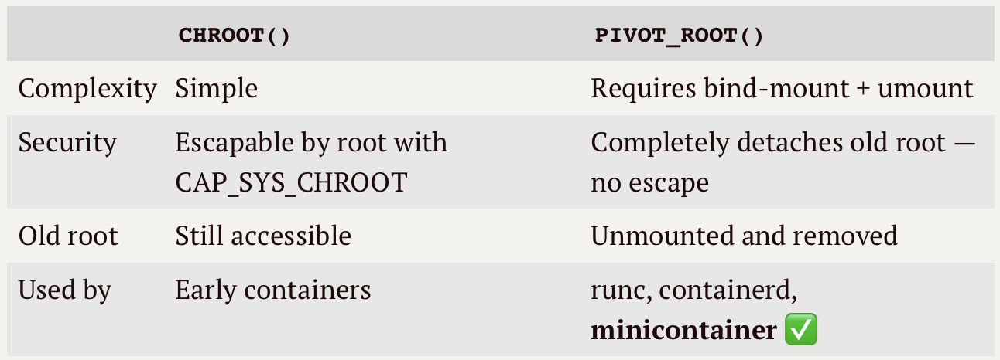 CHROOT() PIVOT_ROOT()
Complexity Simple Requires bind-mount + umount
Security Escapable by root with Completely detaches old root —
CAP_SYS_CHROOT no escape
Old root Still accessible Unmounted and removed
Used by Early containers runc, containerd,
minicontainer ✅